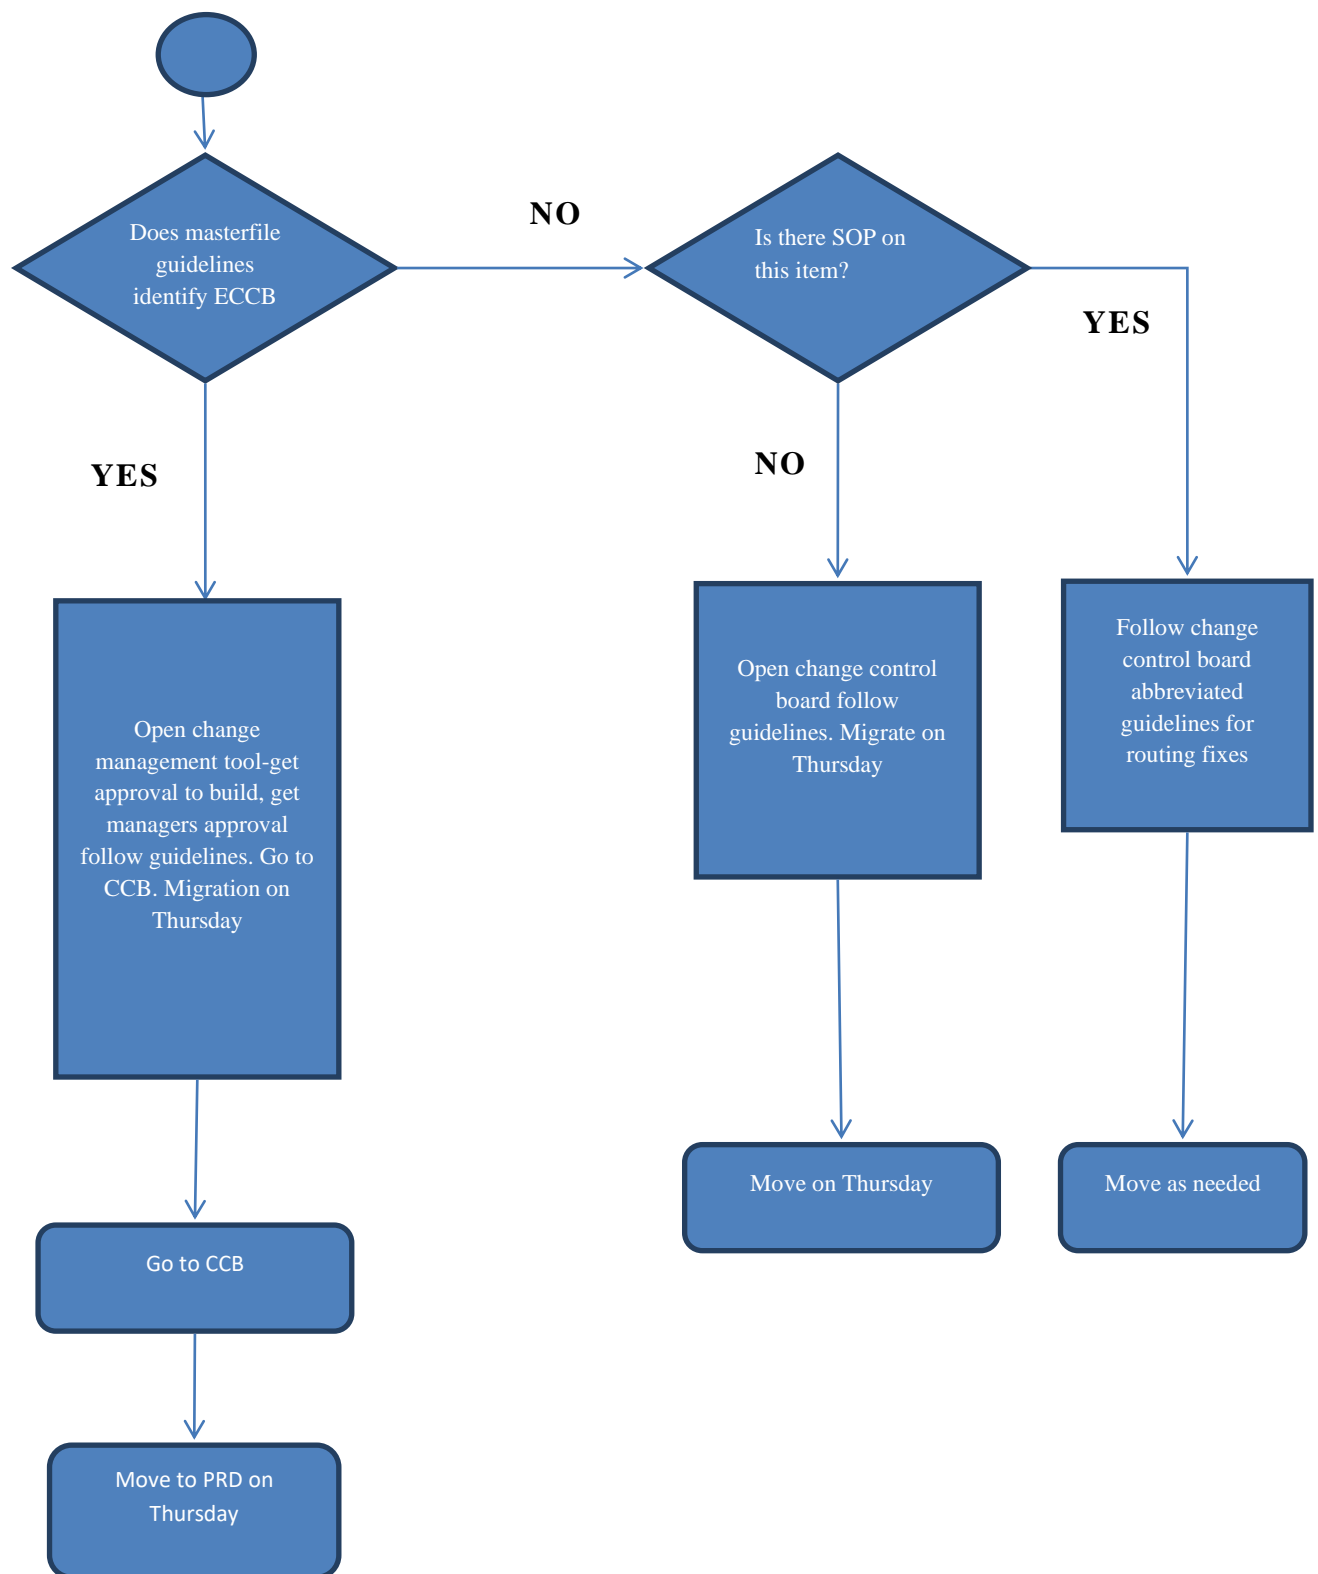 Does masterfile
guidelines
identify ECCB
NO
Is there SOP on
this item?
YES
YES
NO
Open change
management tool-get
approval to build, get
managers approval
follow guidelines. Go to
CCB. Migration on
Thursday
Open change control
board follow
guidelines. Migrate on
Thursday
Follow change
control board
abbreviated
guidelines for
routing fixes
Move on Thursday
Move as needed
Go to CCB
Move to PRD on
Thursday